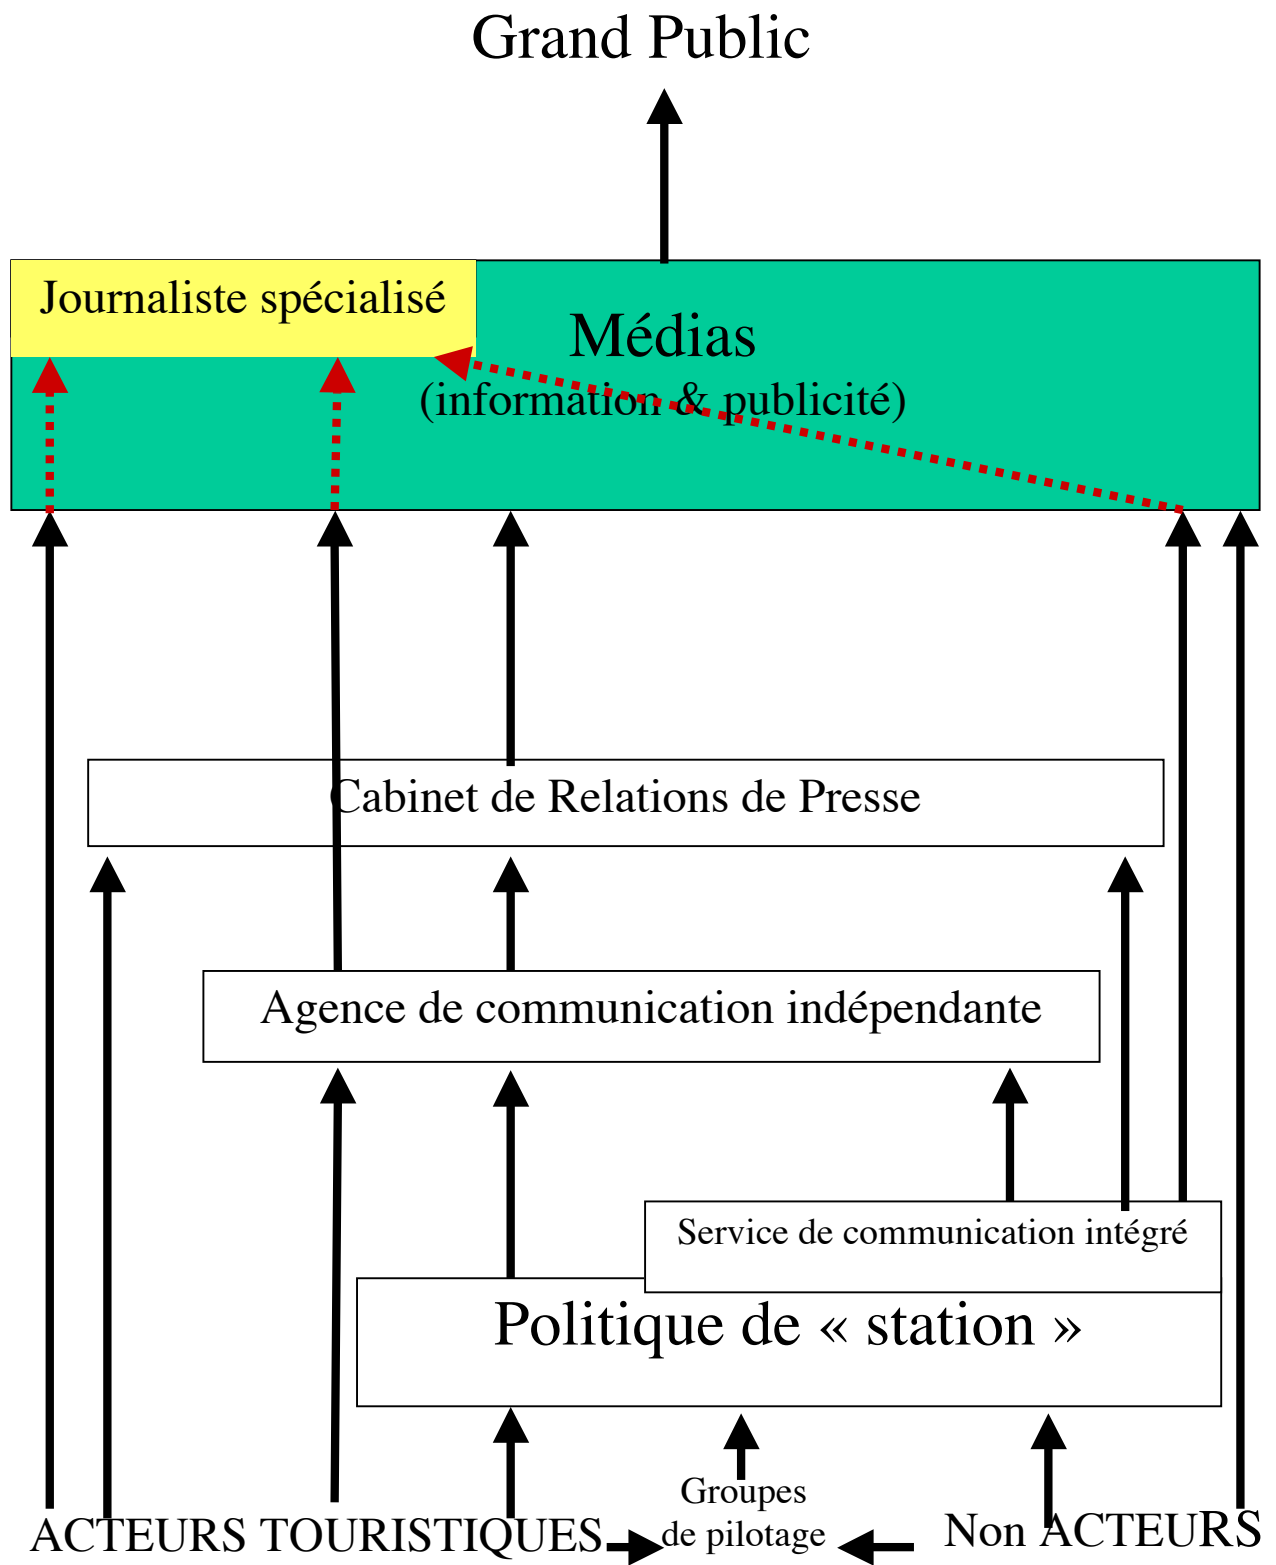 Grand Public
Journaliste spécialisé
Médias
(information & publicité)
Cabinet de Relations de Presse
Agence de communication indépendante
Service de communication intégré
Politique de « station »
Groupes
de pilotage
ACTEURS TOURISTIQUES
Non ACTEURS